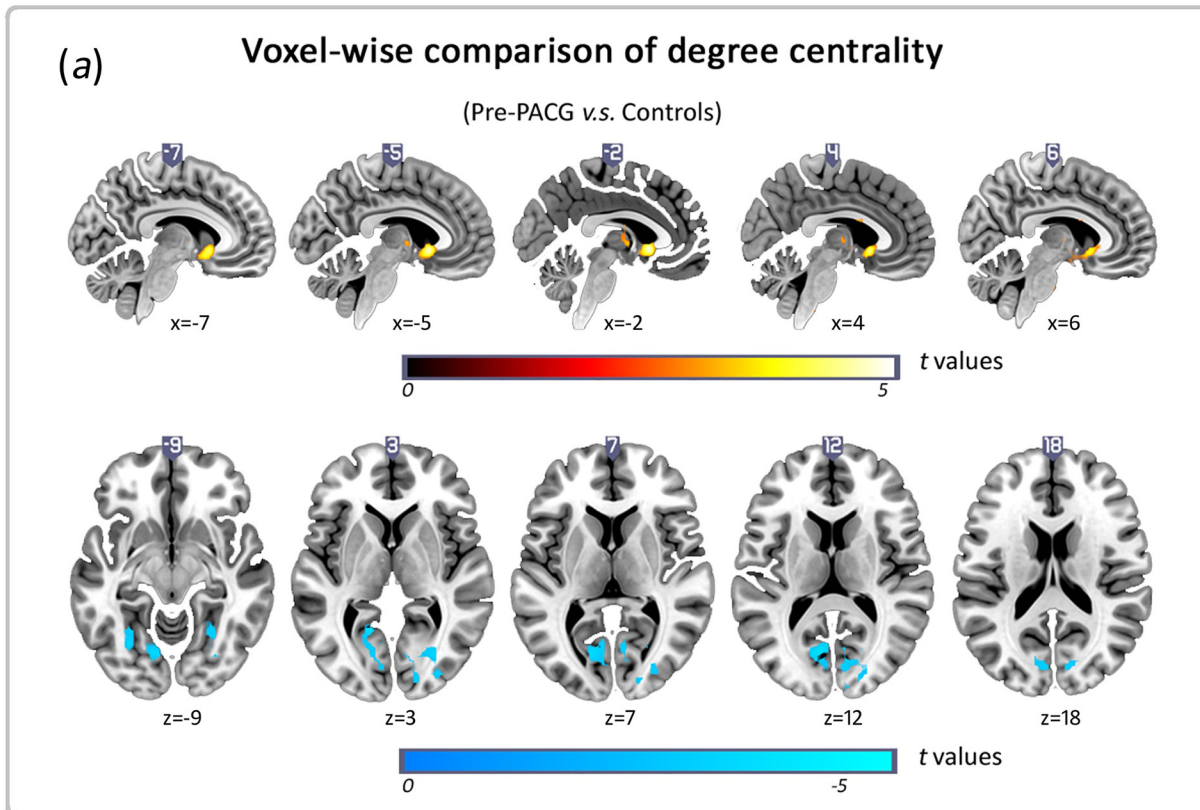 (a)
Voxel-wise comparison of degree centrality
(Pre-PACG v.s. Controls)
-7 -5 -2 4 6
x=-7 x=-5 x=-2 x=4 x=6
t values
0 5
-9 3 7 12 18
z=-9 z=3 z=7 z=12 z=18
t values
0 -5